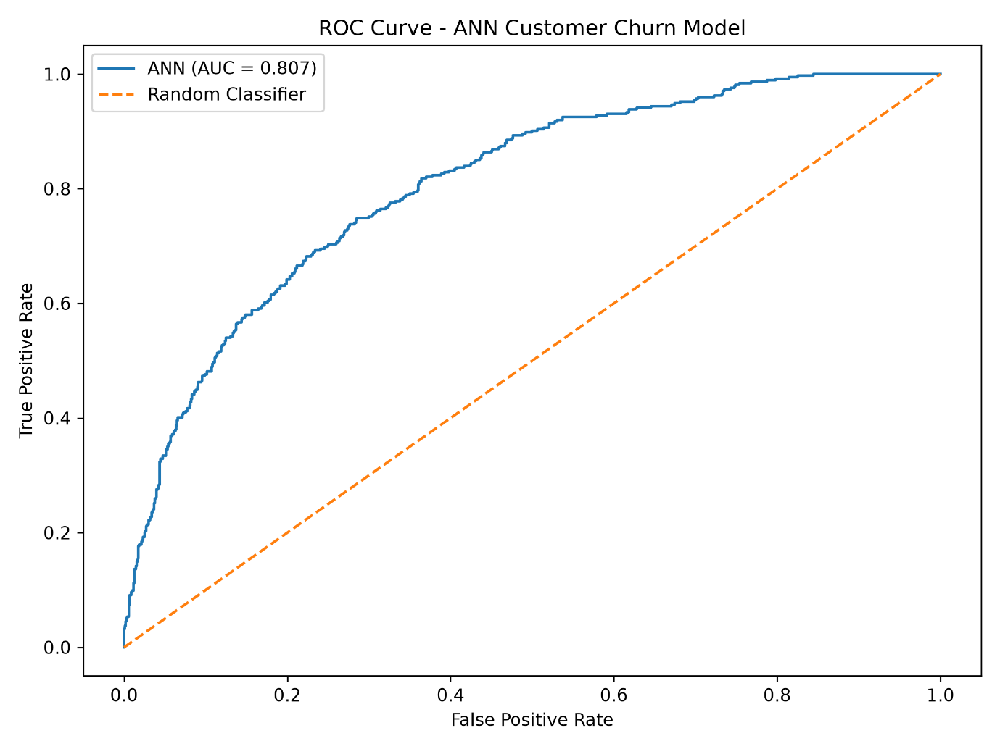 ROC Curve - ANN Customer Churn Model
ANN (AUC = 0.807)
Random Classifier
True Positive Rate
1.0
0.8
0.6
0.4
0.2
0.0
0.0 0.2 0.4 0.6 0.8 1.0
False Positive Rate